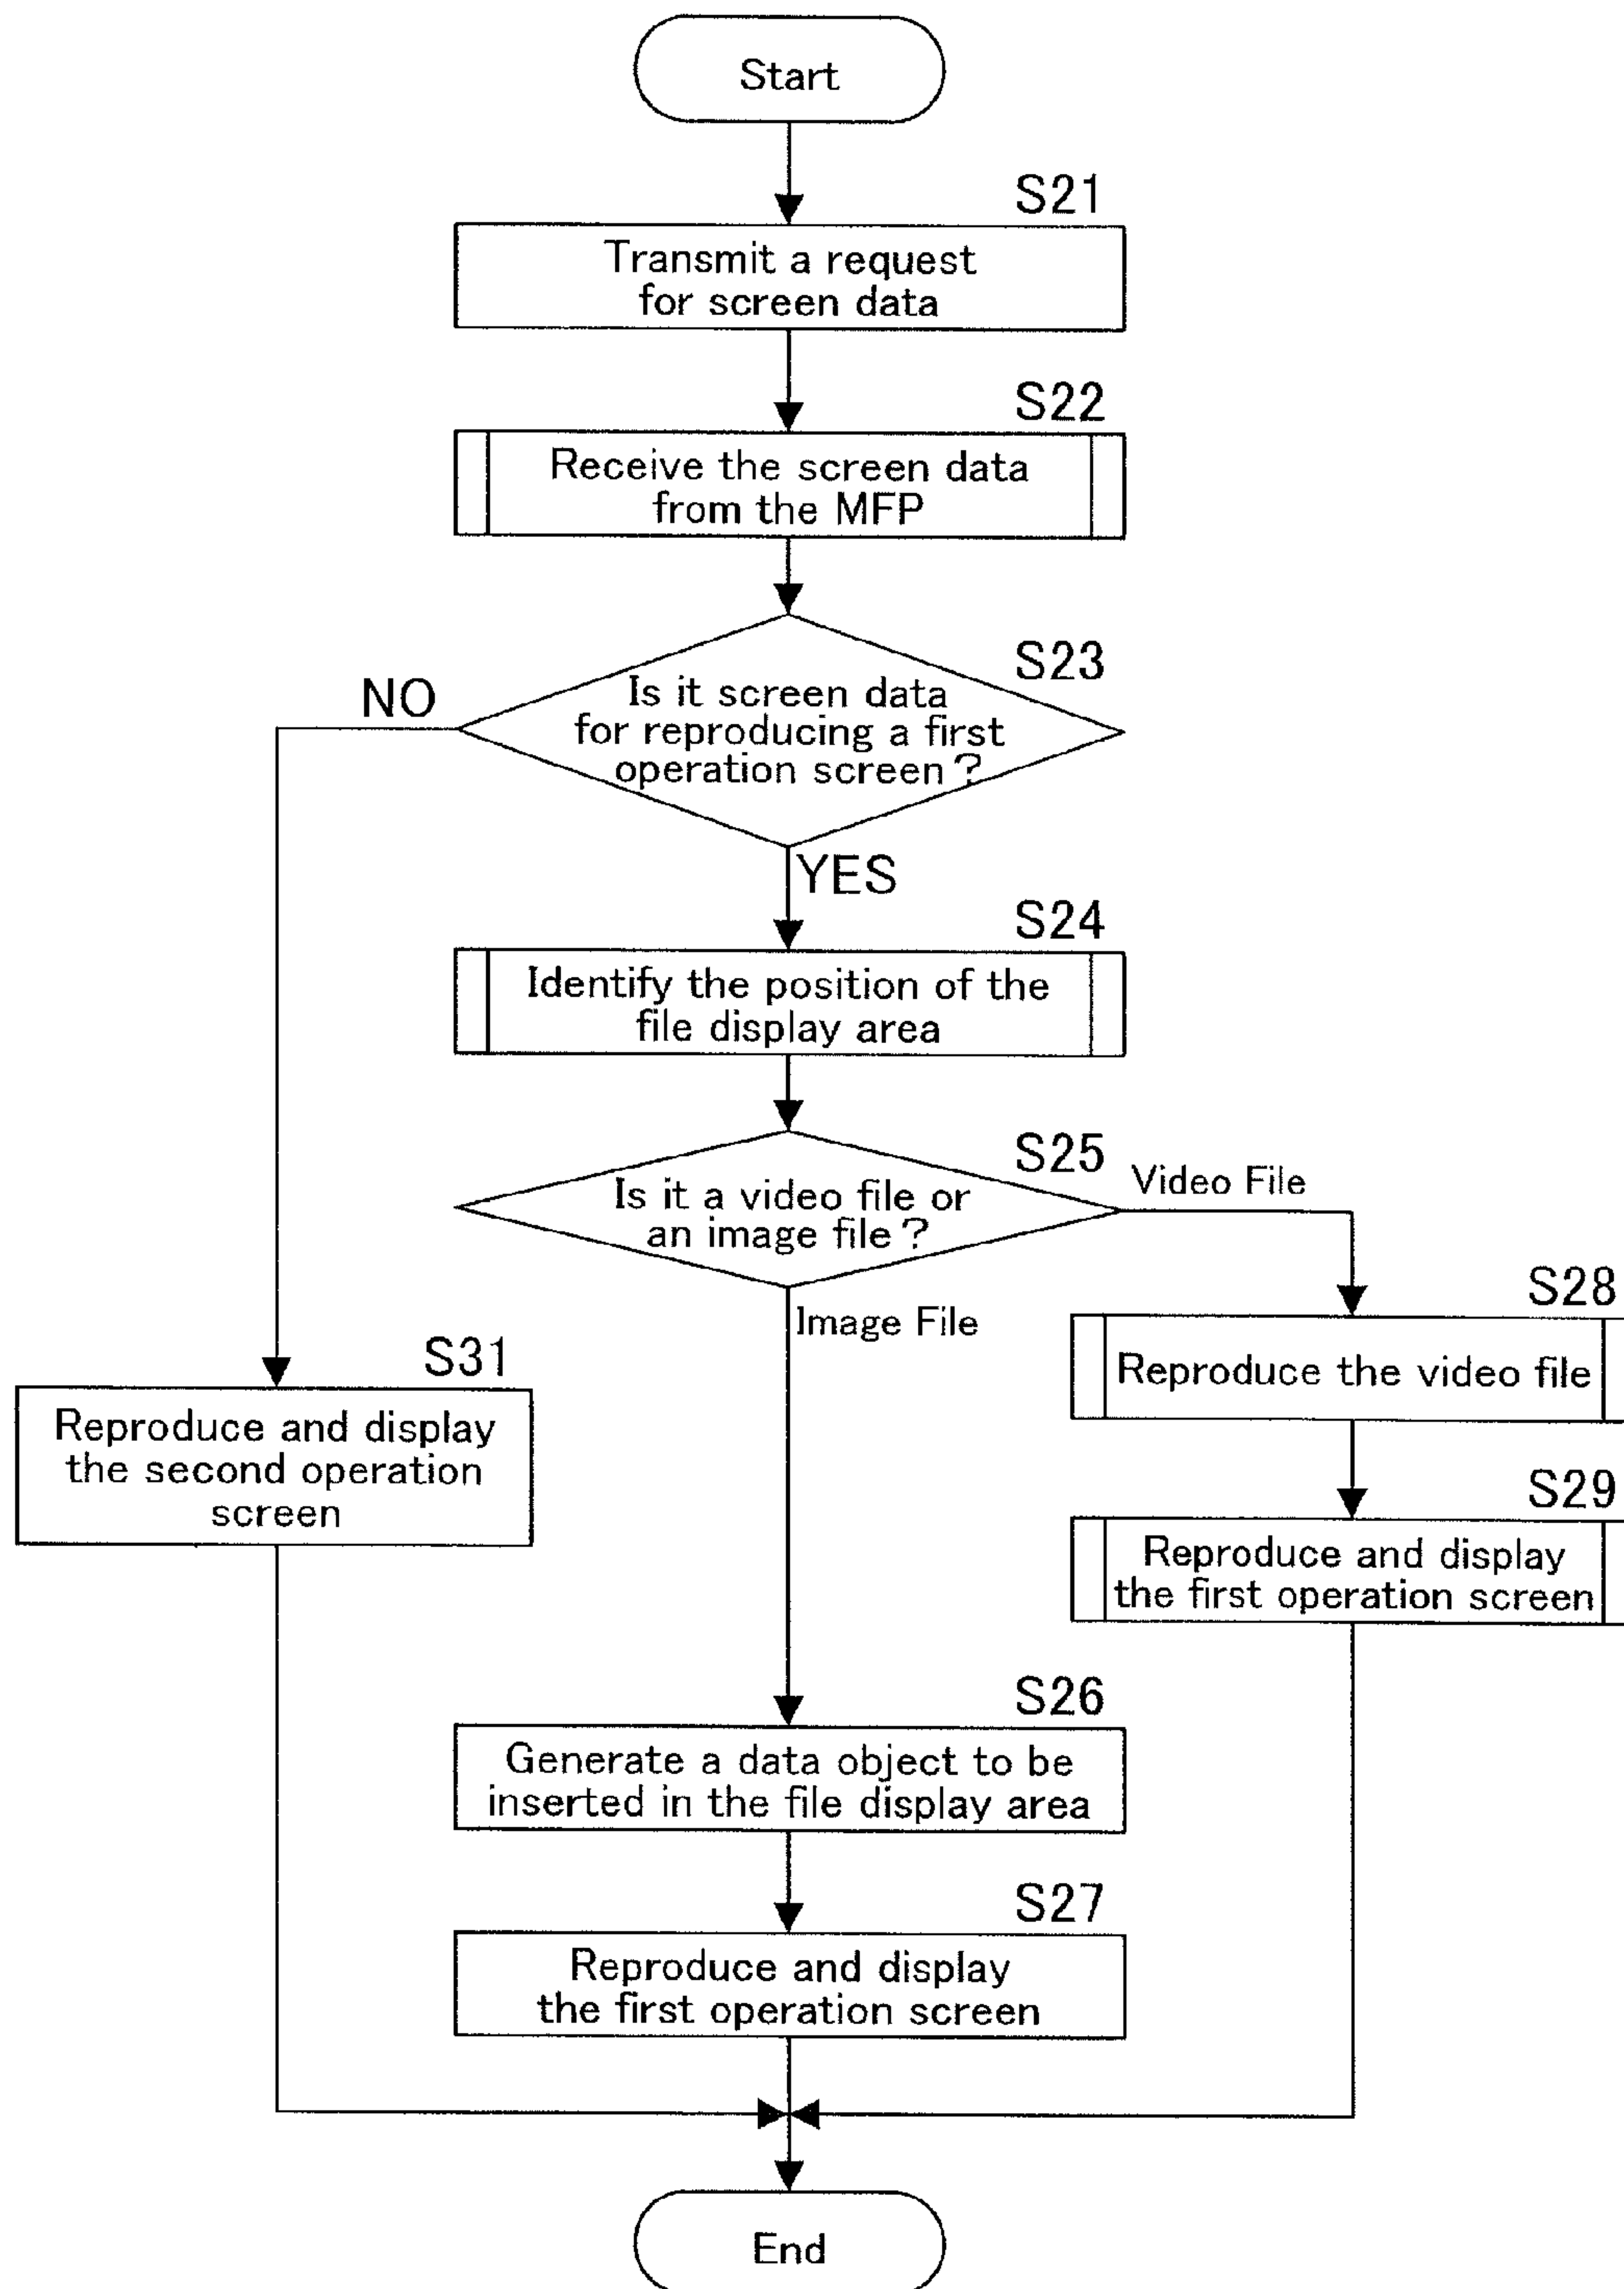 Start
S21
Transmit a request
for screen data
S22
Receive the screen data
from the MFP
S23
Is it screen data
for reproducing a first
operation screen?
NO
YES
S24
Identify the position of the
file display area
S25
Is it a video file or
an image file?
Video File
Image File
S28
Reproduce the video file
S31
Reproduce and display
the second operation
screen
S29
Reproduce and display
the first operation screen
S26
Generate a data object to be
inserted in the file display area
S27
Reproduce and display
the first operation screen
End